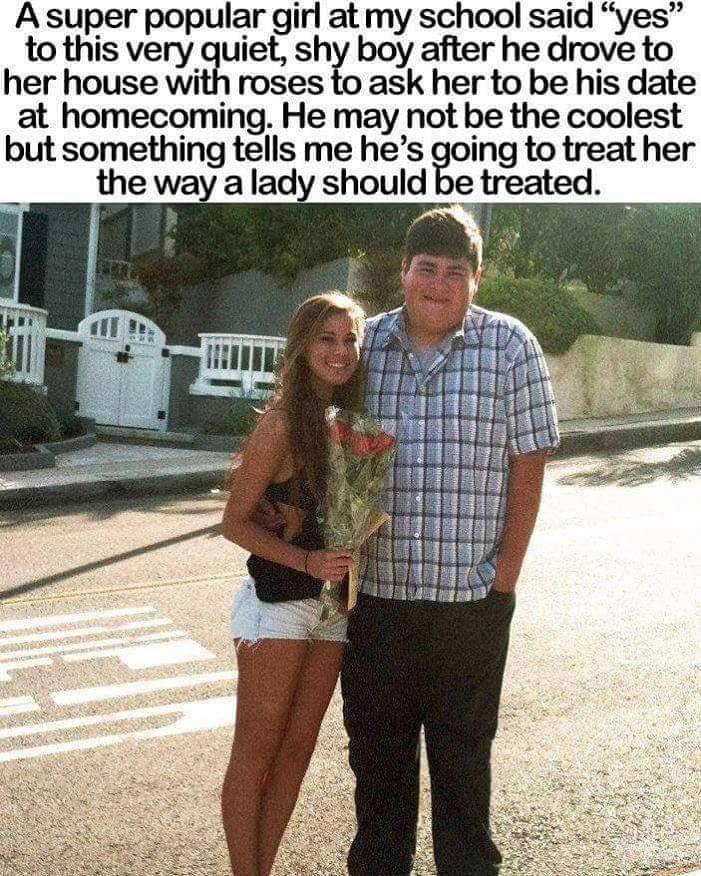 A super popular girl at my school said “yes”
to this very quiet, shy boy after he drove to
her house with roses to ask her to be his date
at homecoming. He may not be the coolest
but something tells me he’s going to treat her
the way a lady should be treated.